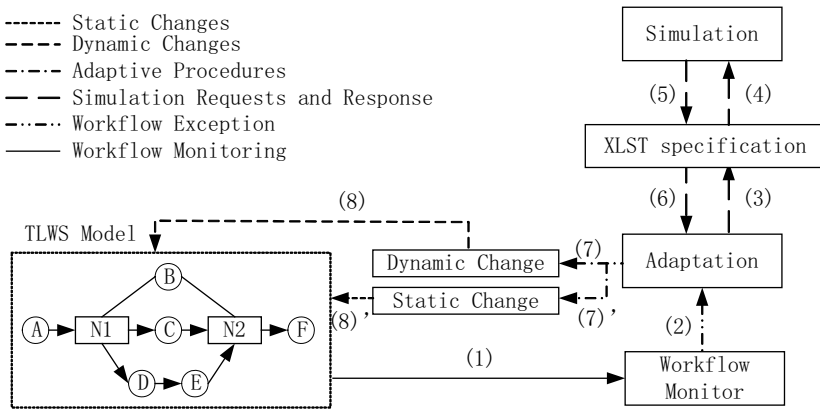 Static Changes
Dynamic Changes
Adaptive Procedures
Simulation Requests and Response
Workflow Exception
Workflow Monitoring
Simulation
(5)
(4)
XLST specification
(6)
(3)
(8)
TLWS Model
(7)
Dynamic Change
Adaptation
Static Change
(8)'
(7)'
(2)
B
A
N1
C
N2
F
D
E
(1)
Workflow
Monitor